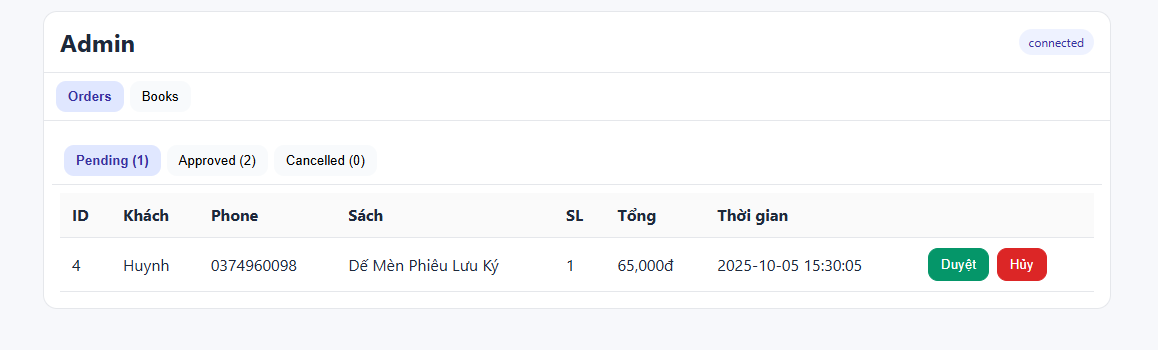 Admin connected
Orders Books
Pending (1) Approved (2) Cancelled (0)
ID Khách Phone Sách SL Tổng Thời gian
4 Huynh 0374960098 Dế Mèn Phiêu Lưu Ký 1 65,000đ 2025-10-05 15:30:05 Duyệt Hủy